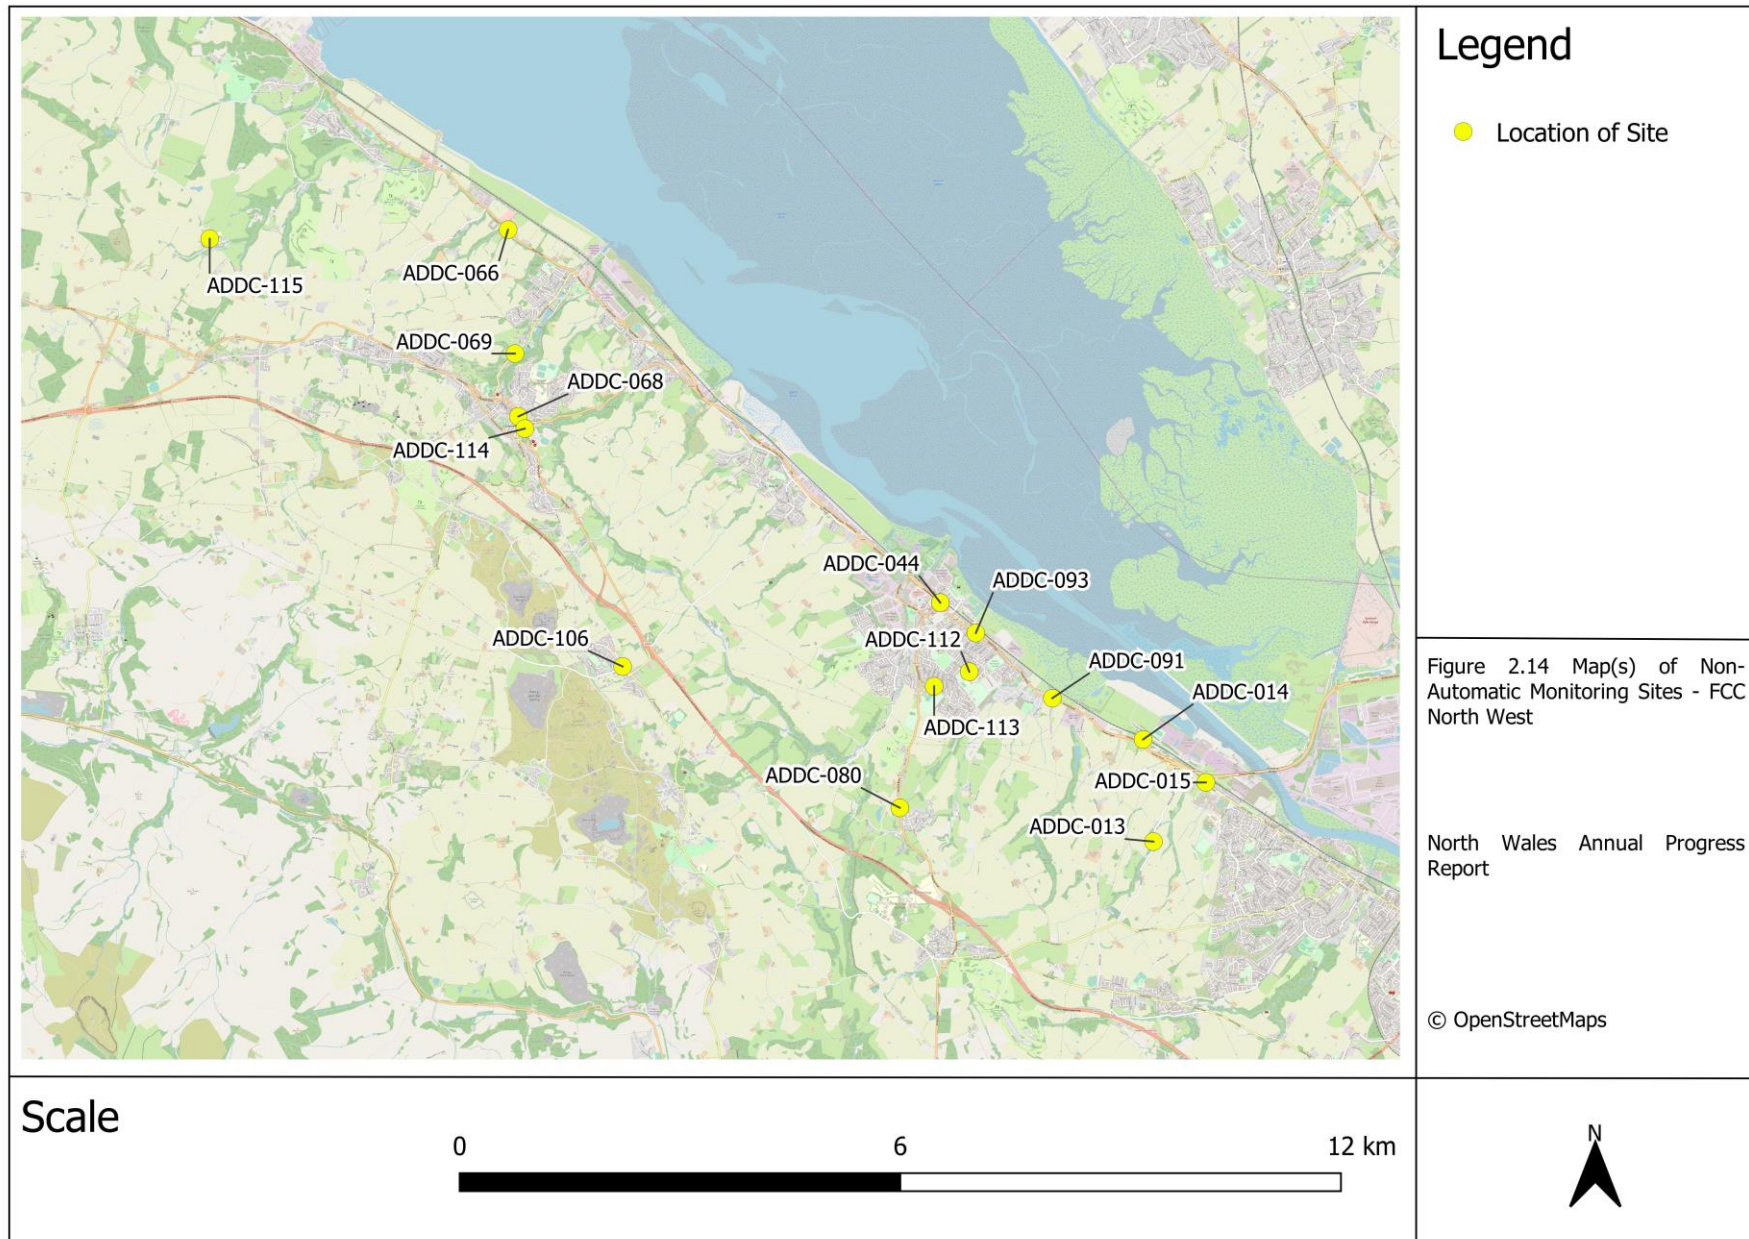 Legend
Location of Site
ADDC-115
ADDC-066
ADDC-069
ADDC-068
ADDC-114
ADDC-044
ADDC-093
ADDC-112
ADDC-106
ADDC-091
ADDC-014
ADDC-113
ADDC-080
ADDC-015
ADDC-013
Figure 2.14 Map(s) of Non-
Automatic Monitoring Sites - FCC
North West
North Wales Annual Progress
Report
© OpenStreetMaps
Scale
0 6 12 km
N